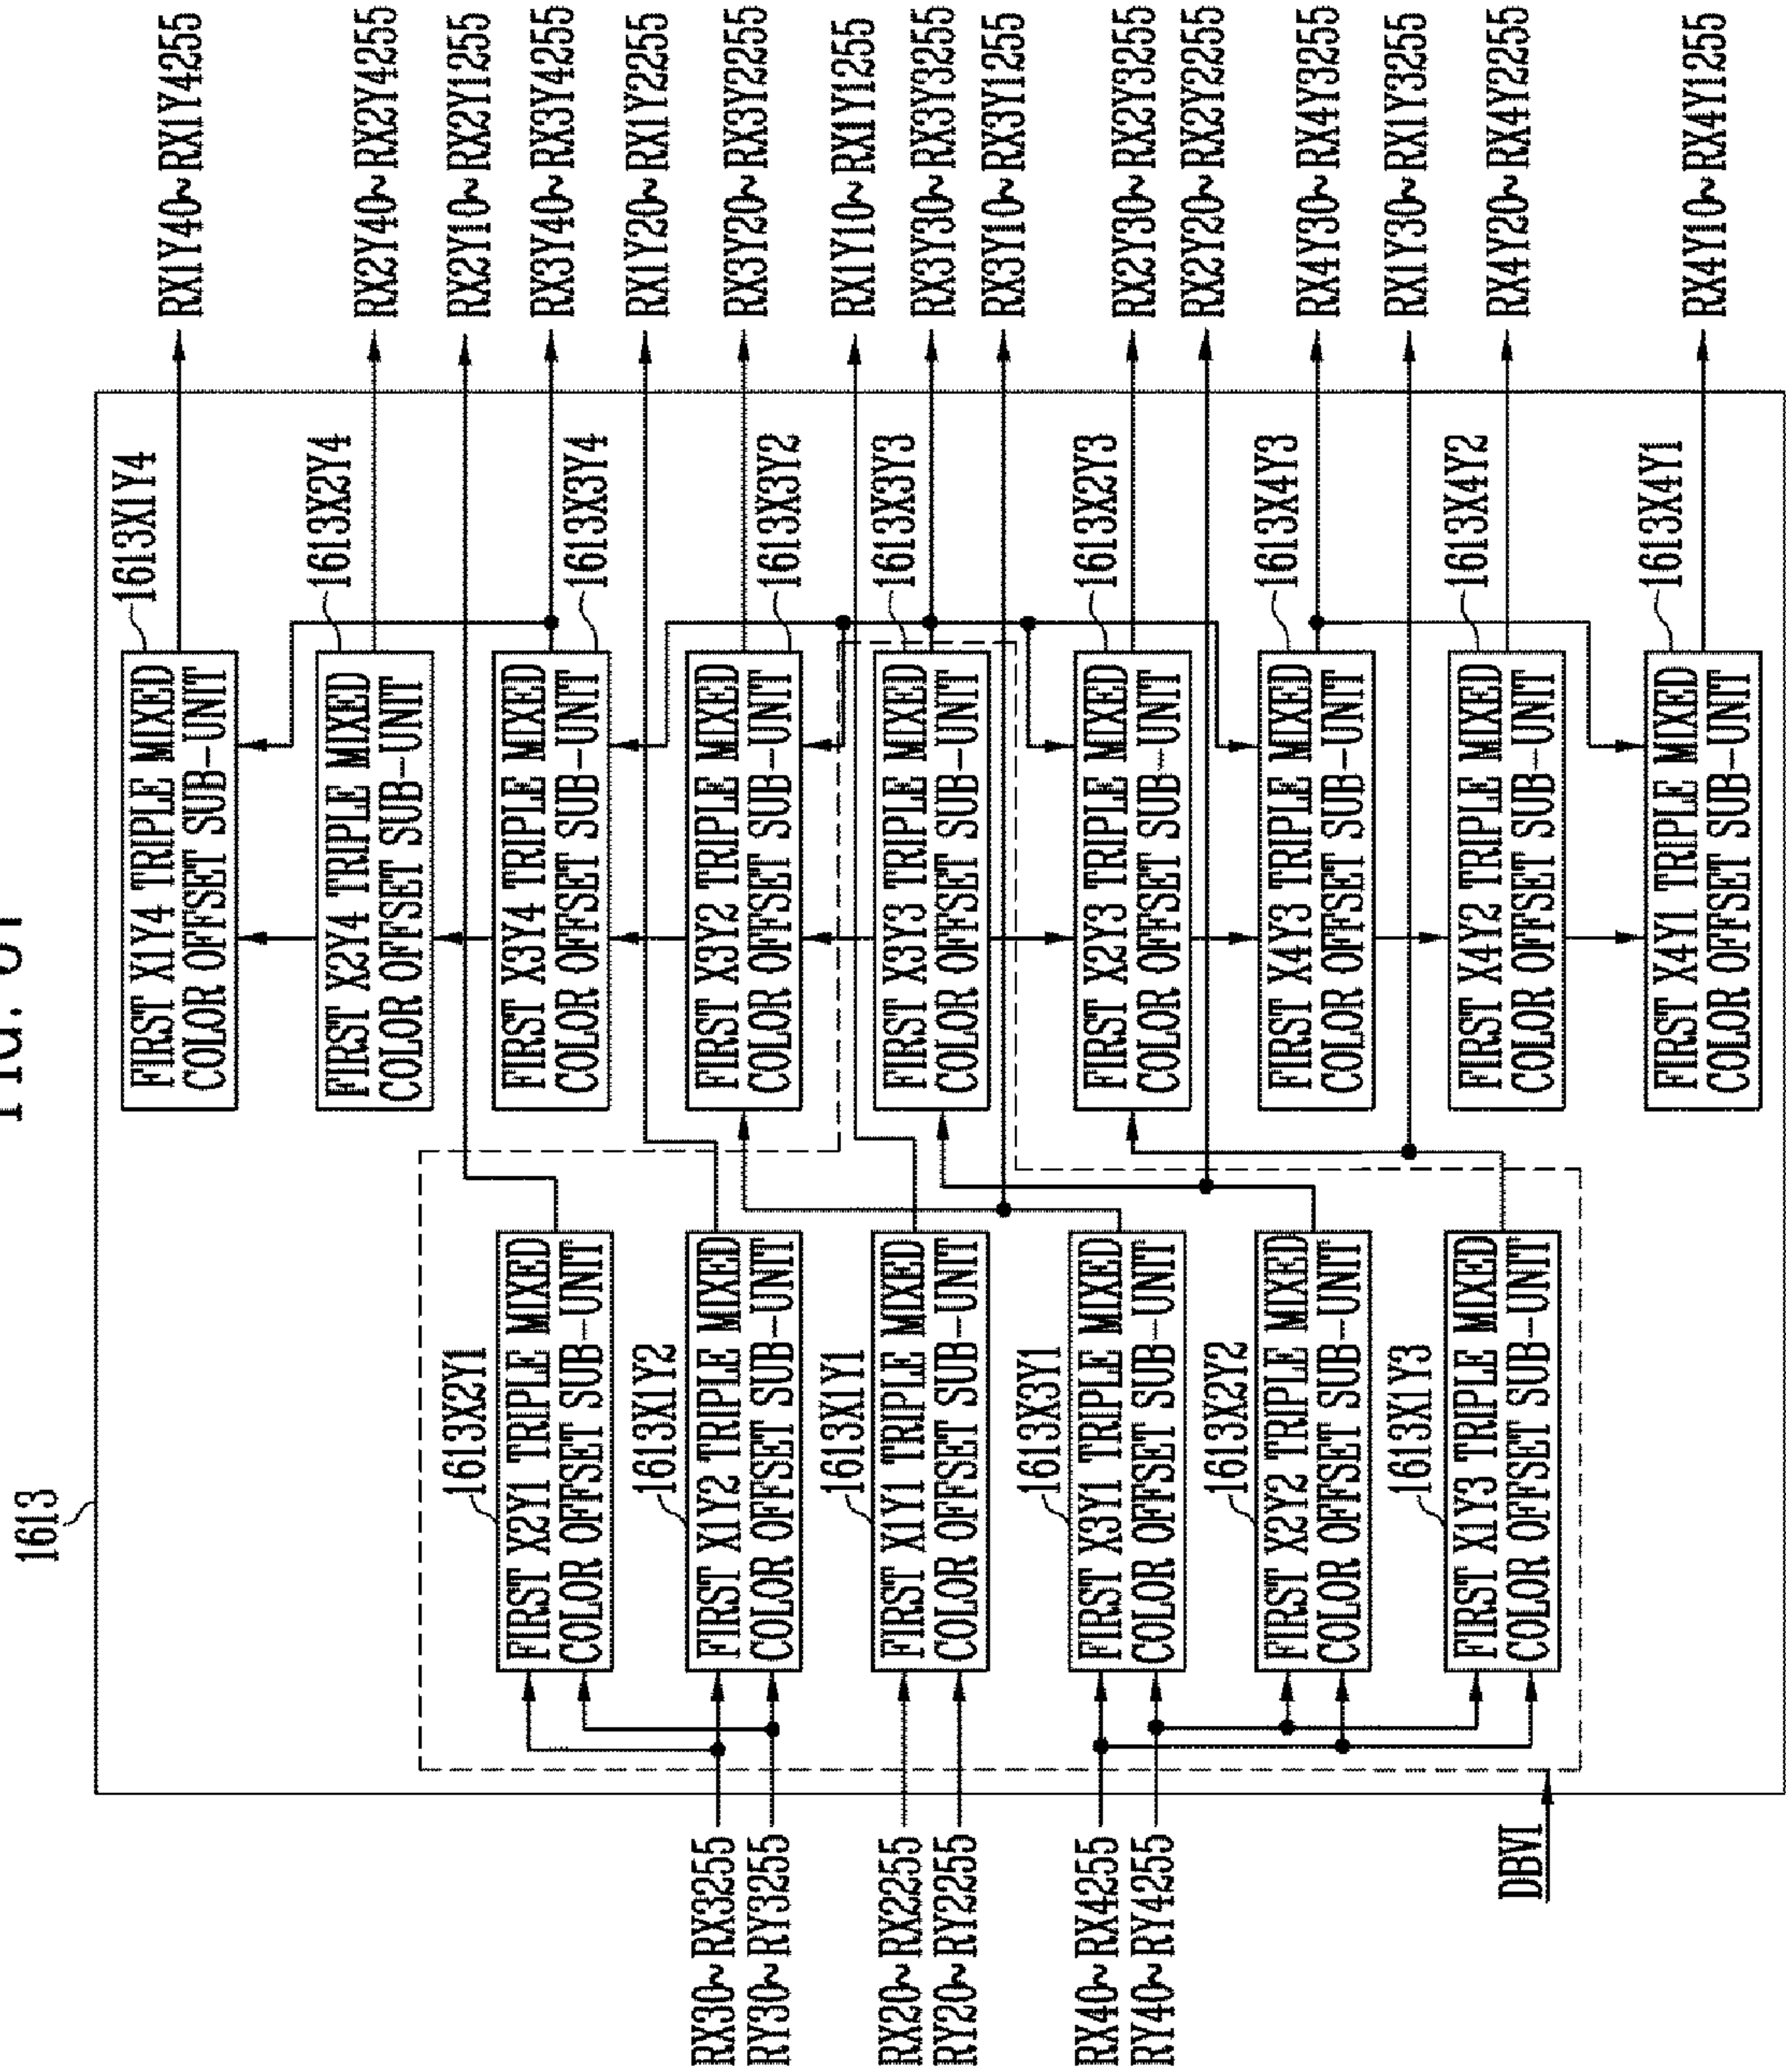 1613
RX30~RX3255
RY30~RY3255
RX20~RX2255
RY20~RY2255
RX40~RX4255
RY40~RY4255
DBVI
1613X2Y1
FIRST X2Y1 TRIPLE MIXED
COLOR OFFSET SUB-UNIT
1613X1Y2
FIRST X1Y2 TRIPLE MIXED
COLOR OFFSET SUB-UNIT
1613X1Y1
FIRST X1Y1 TRIPLE MIXED
COLOR OFFSET SUB-UNIT
1613X3Y1
FIRST X3Y1 TRIPLE MIXED
COLOR OFFSET SUB-UNIT
1613X2Y2
FIRST X2Y2 TRIPLE MIXED
COLOR OFFSET SUB-UNIT
1613X1Y3
FIRST X1Y3 TRIPLE MIXED
COLOR OFFSET SUB-UNIT
1613X1Y4
FIRST X1Y4 TRIPLE MIXED
COLOR OFFSET SUB-UNIT
1613X2Y4
FIRST X2Y4 TRIPLE MIXED
COLOR OFFSET SUB-UNIT
1613X3Y4
FIRST X3Y4 TRIPLE MIXED
COLOR OFFSET SUB-UNIT
1613X3Y2
FIRST X3Y2 TRIPLE MIXED
COLOR OFFSET SUB-UNIT
1613X3Y3
FIRST X3Y3 TRIPLE MIXED
COLOR OFFSET SUB-UNIT
1613X2Y3
FIRST X2Y3 TRIPLE MIXED
COLOR OFFSET SUB-UNIT
1613X4Y3
FIRST X4Y3 TRIPLE MIXED
COLOR OFFSET SUB-UNIT
1613X4Y2
FIRST X4Y2 TRIPLE MIXED
COLOR OFFSET SUB-UNIT
1613X4Y1
FIRST X4Y1 TRIPLE MIXED
COLOR OFFSET SUB-UNIT
RX1Y40~RX1Y4255
RX2Y40~RX2Y4255
RX2Y10~RX2Y1255
RX3Y40~RX3Y4255
RX1Y20~RX1Y2255
RX3Y20~RX3Y2255
RX1Y10~RX1Y1255
RX3Y30~RX3Y3255
RX3Y10~RX3Y1255
RX2Y30~RX2Y3255
RX2Y20~RX2Y2255
RX4Y30~RX4Y3255
RX1Y30~RX1Y3255
RX4Y20~RX4Y2255
RX4Y10~RX4Y1255